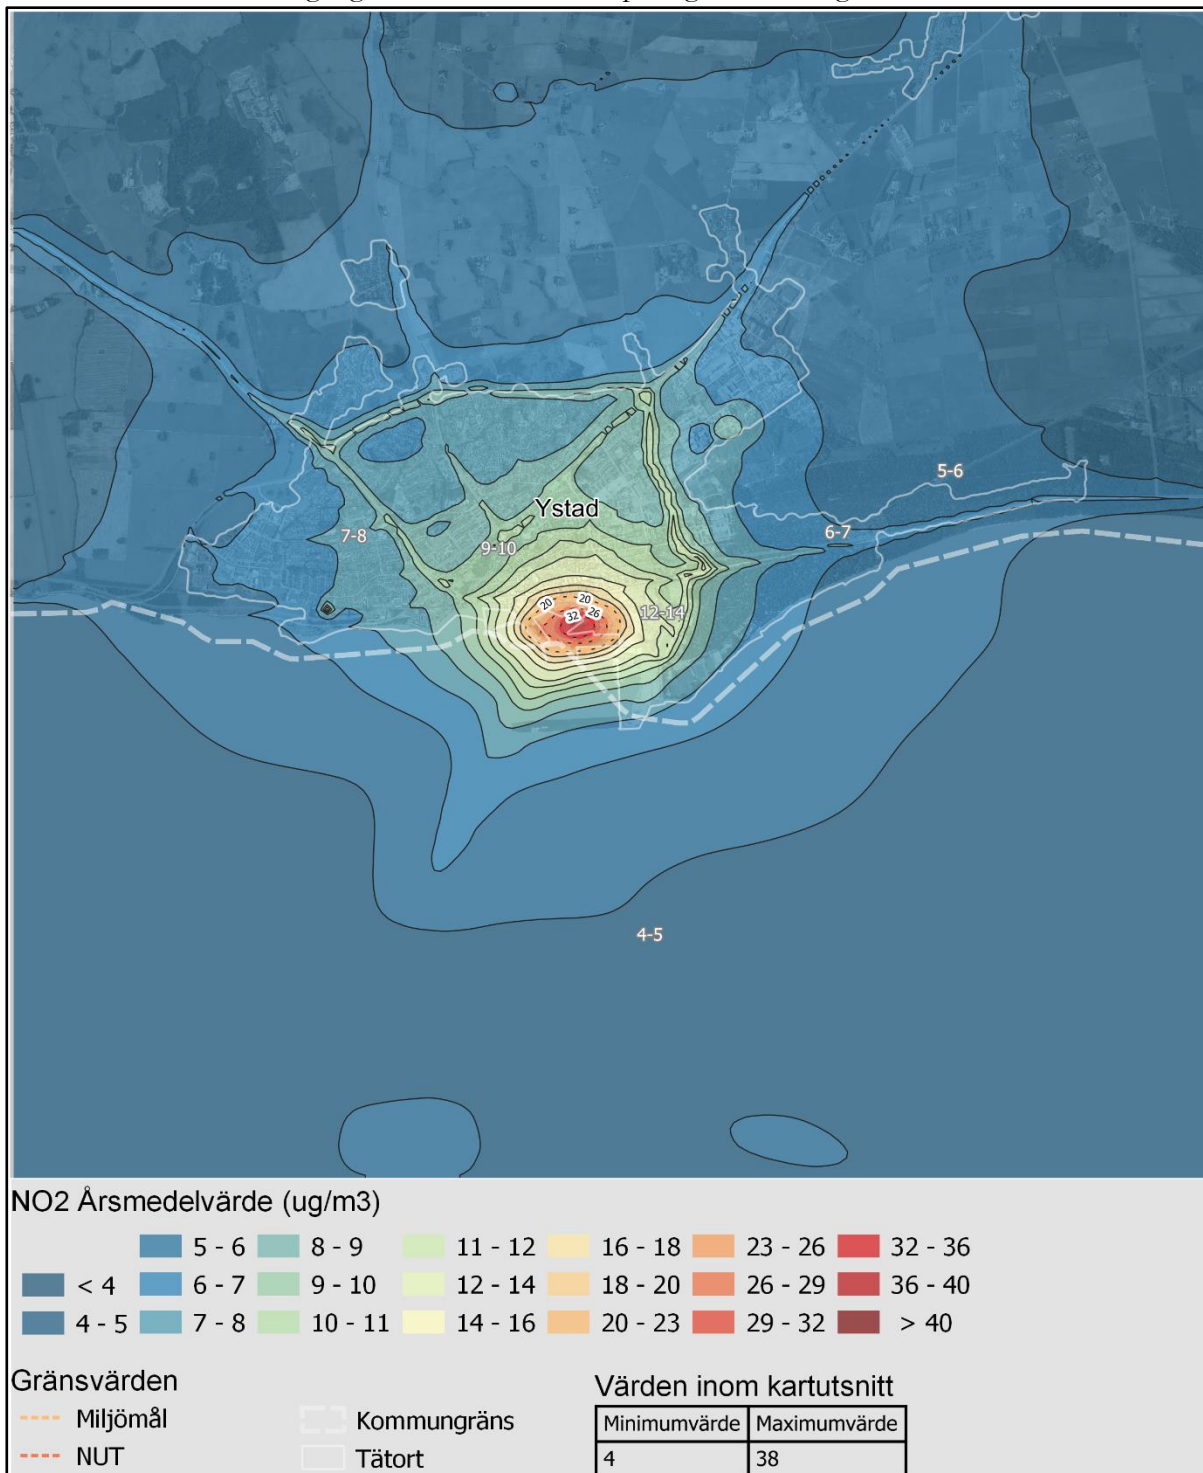 5-6
Ystad
7-8
6-7
9-10
20
20
26
32
12-14
4-5
NO2 Årsmedelvärde (ug/m3)
5 - 6 8 - 9 11 - 12 16 - 18 23 - 26 32 - 36
< 4 6 - 7 9 - 10 12 - 14 18 - 20 26 - 29 36 - 40
4 - 5 7 - 8 10 - 11 14 - 16 20 - 23 29 - 32 > 40
Gränsvärden
Miljömål
NUT
Kommungräns
Tätort
Värden inom kartutsnitt
Minimumvärde Maximumvärde
4 38